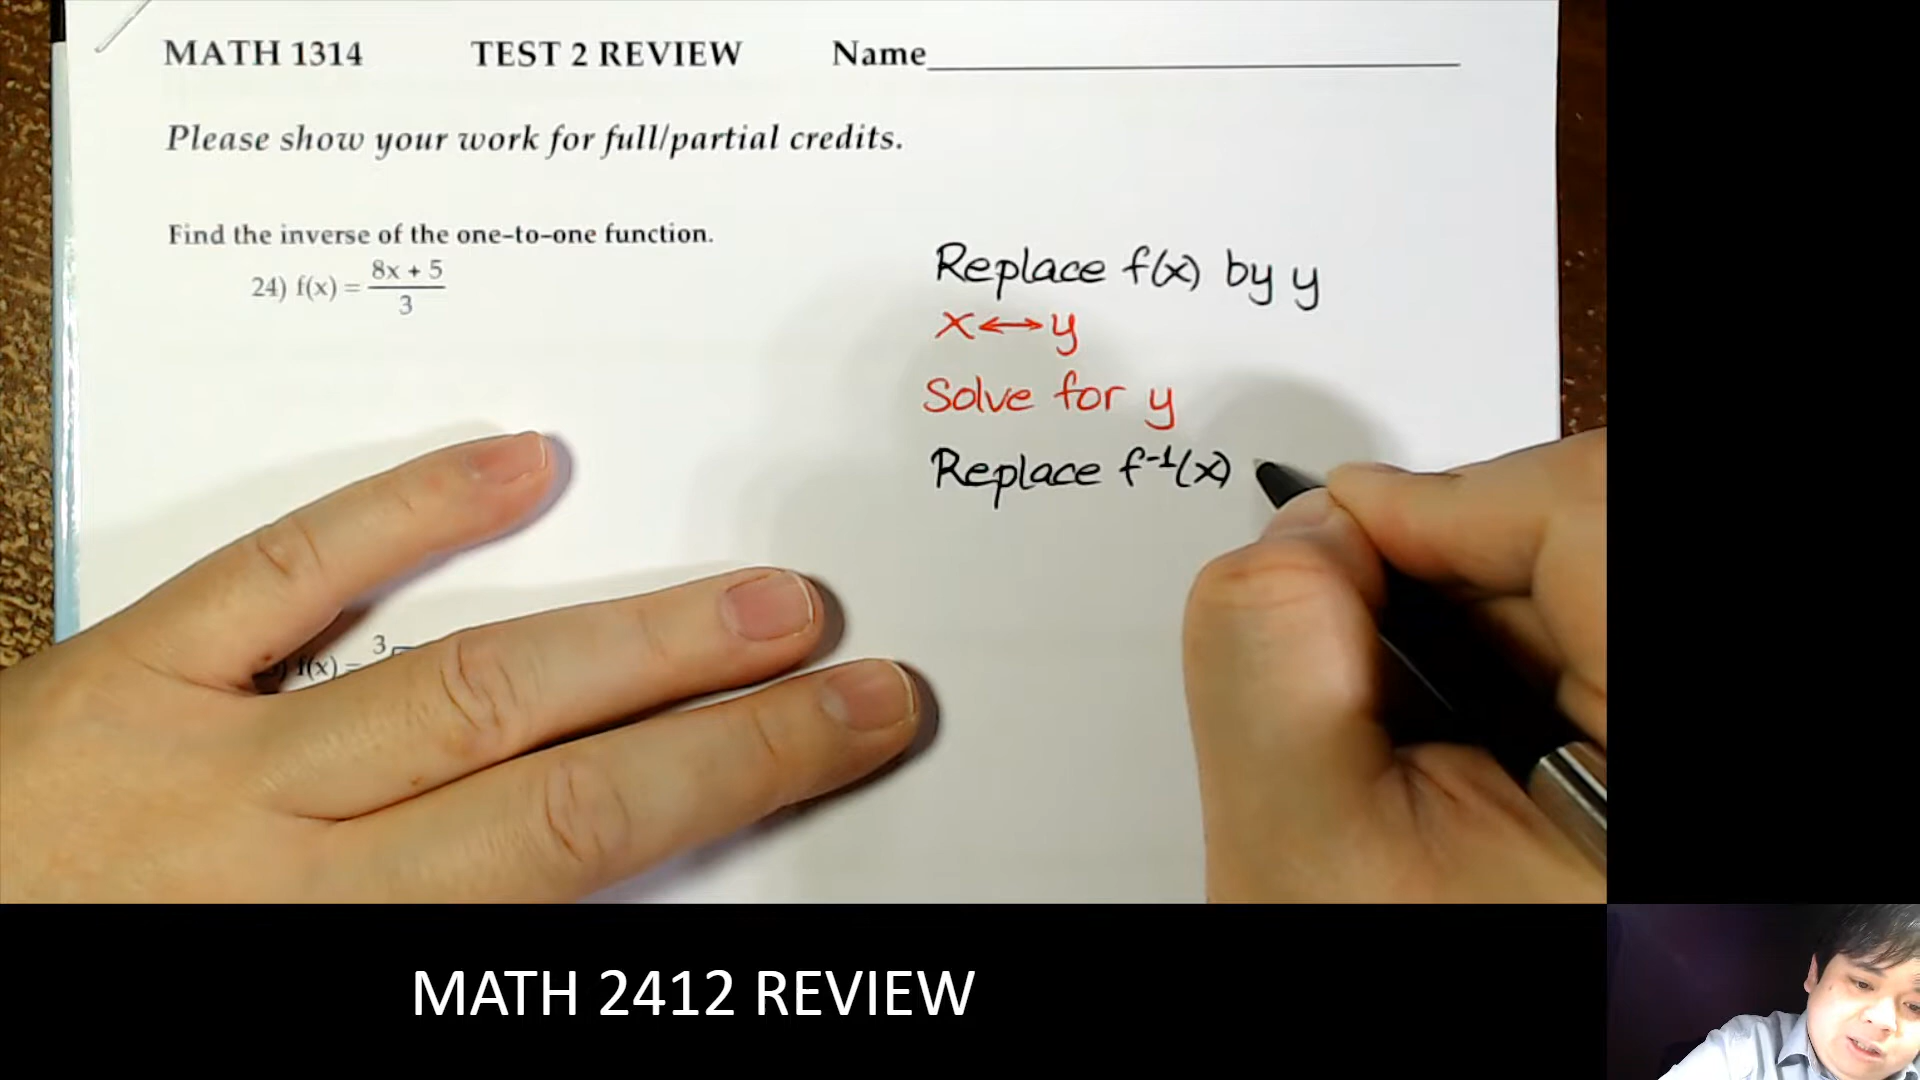 MATH 1314 TEST 2 REVIEW Name
Please show your work for full/partial credits.
Find the inverse of the one-to-one function.
24) f(x) = 8x + 5
3
Replace f(x) by y
x ↔ y
Solve for y
Replace f⁻¹(x)
) f(x) = 3
MATH 2412 REVIEW